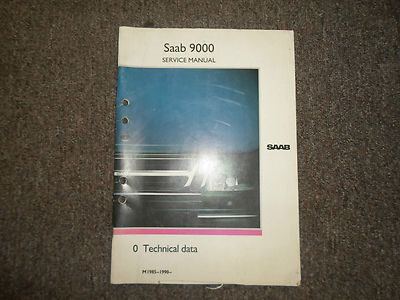 Saab 9000
SERVICE MANUAL
SAAB
0 Technical data
M 1985–1990–